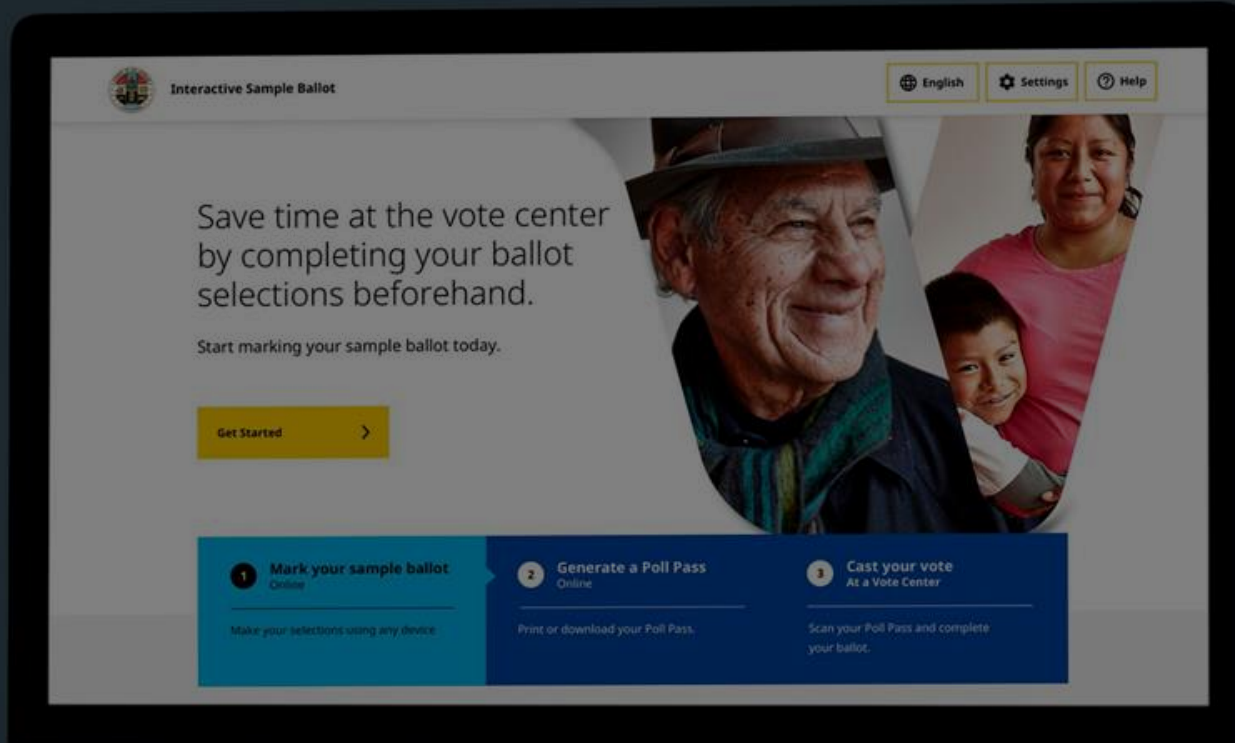 Interactive Sample Ballot
English
Settings
Help
Save time at the vote center
by completing your ballot
selections beforehand.
Start marking your sample ballot today.
Get Started
1
Mark your sample ballot
Online
Make your selections using any device
2
Generate a Poll Pass
Online
Print or download your Poll Pass.
3
Cast your vote
At a Vote Center
Scan your Poll Pass and complete
your ballot.